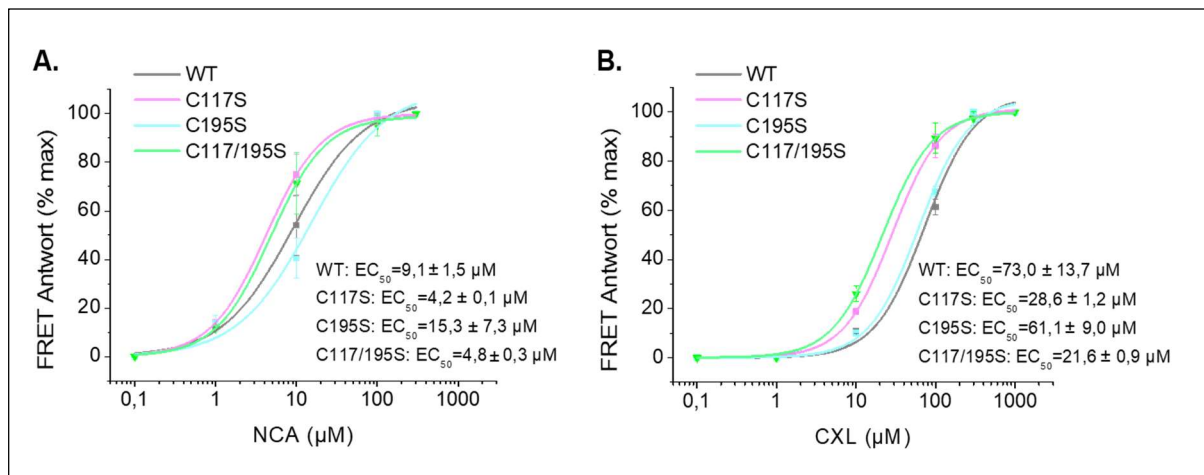 A.
WT
C117S
C195S
C117/195S
FRET Antwort (% max)
100
80
60
40
20
0
WT: EC50=9,1 ± 1,5 µM
C117S: EC50=4,2 ± 0,1 µM
C195S: EC50=15,3 ± 7,3 µM
C117/195S: EC50=4,8 ± 0,3 µM
0,1 1 10 100 1000
NCA (µM)
B.
WT
C117S
C195S
C117/195S
FRET Antwort (% max)
100
80
60
40
20
0
WT: EC50=73,0 ± 13,7 µM
C117S: EC50=28,6 ± 1,2 µM
C195S: EC50=61,1 ± 9,0 µM
C117/195S: EC50=21,6 ± 0,9 µM
0,1 1 10 100 1000
CXL (µM)